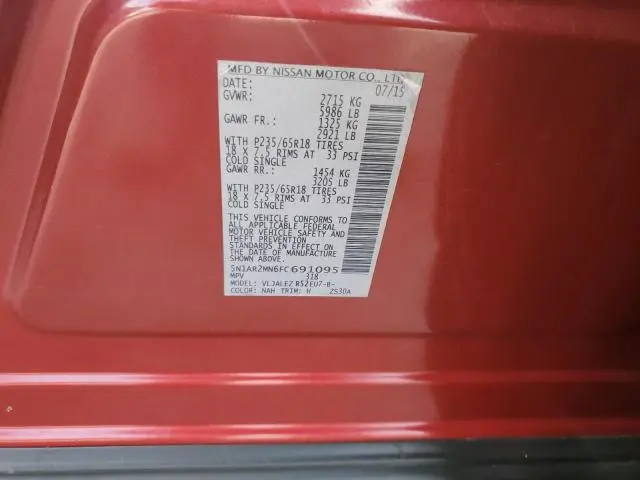 MFD BY NISSAN MOTOR CO., LTD
DATE: 07/15
GVWR: 2715 KG
5986 LB
GAWR FR.: 1325 KG
2921 LB
WITH P235/65R18 TIRES
18 X 7.5 RIMS AT 33 PSI
COLD SINGLE
GAWR RR.: 1454 KG
3205 LB
WITH P235/65R18 TIRES
18 X 7.5 RIMS AT 33 PSI
COLD SINGLE
THIS VEHICLE CONFORMS TO
ALL APPLICABLE FEDERAL
MOTOR VEHICLE SAFETY AND
THEFT PREVENTION
STANDARDS IN EFFECT ON
THE DATE OF MANUFACTURE
SHOWN ABOVE.
5N1AR2MN6FC691095
MPV 318
MODEL: VLJALEZ R52EU7-B-
COLOR: NAH TRIM: H ZS30A